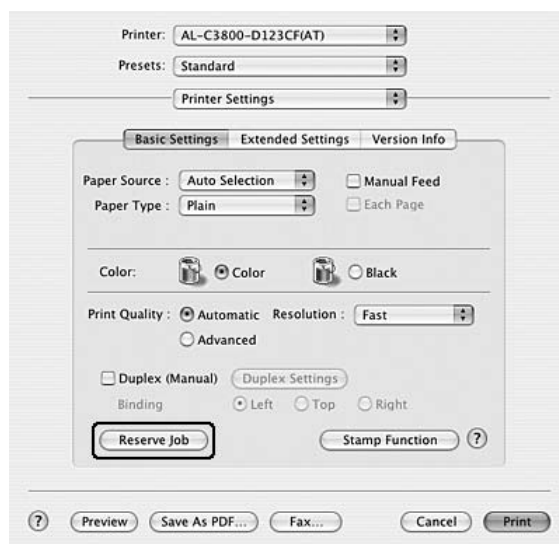 Printer: AL-C3800-D123CF(AT)
Presets: Standard
Printer Settings
Basic Settings Extended Settings Version Info
Paper Source : Auto Selection Manual Feed
Paper Type : Plain Each Page
Color: Color Black
Print Quality : Automatic Resolution : Fast
Advanced
Duplex (Manual) Duplex Settings
Binding Left Top Right
Reserve Job Stamp Function ?
? Preview Save As PDF... Fax... Cancel Print